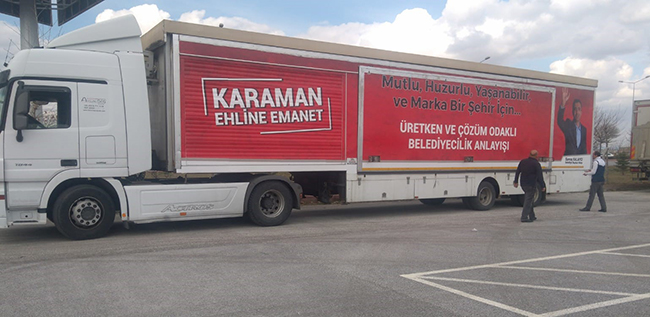 KARAMAN
EHLİNE EMANET
Mutlu, Huzurlu, Yaşanabilir
ve Marka Bir Şehir İçin...
ÜRETKEN VE ÇÖZÜM ODAKLI
BELEDİYECİLİK ANLAYIŞI
Actros